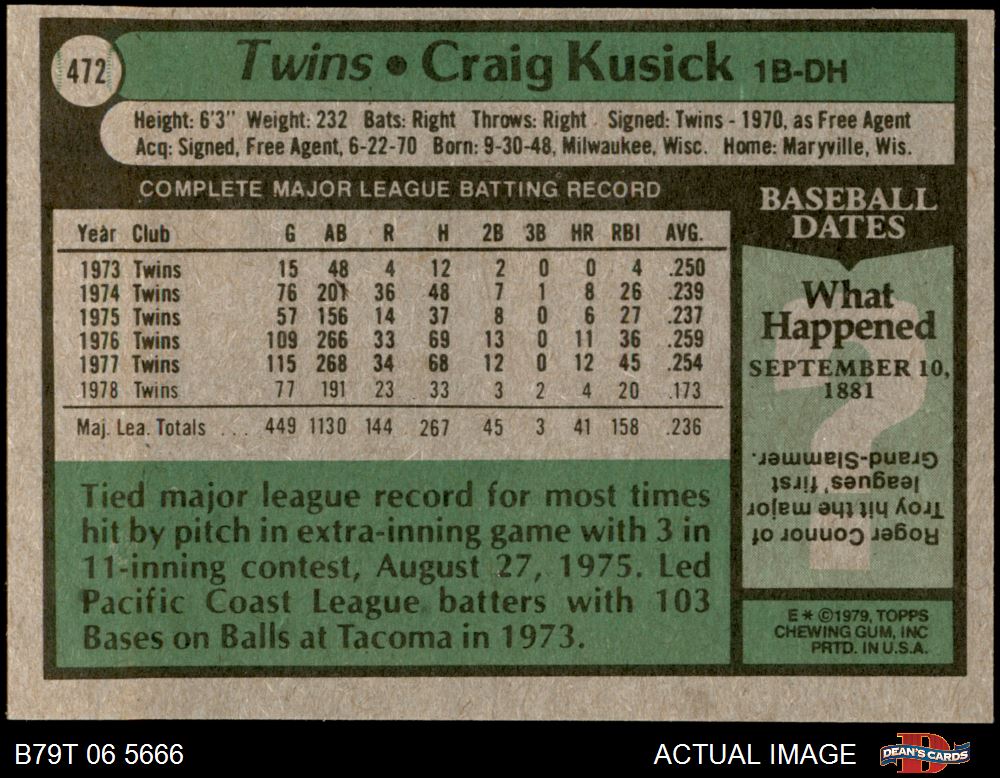 472
Twins • Craig Kusick 1B-DH
Height: 6'3" Weight: 232 Bats: Right Throws: Right Signed: Twins - 1970, as Free Agent
Acq: Signed, Free Agent, 6-22-70 Born: 9-30-48, Milwaukee, Wisc. Home: Maryville, Wis.
COMPLETE MAJOR LEAGUE BATTING RECORD
Year Club G AB R H 2B 3B HR RBI AVG.
1973 Twins 15 48 4 12 2 0 0 4 .250
1974 Twins 76 201 36 48 7 1 8 26 .239
1975 Twins 57 156 14 37 8 0 6 27 .237
1976 Twins 109 266 33 69 13 0 11 36 .259
1977 Twins 115 268 34 68 12 0 12 45 .254
1978 Twins 77 191 23 33 3 2 4 20 .173
Maj. Lea. Totals ... 449 1130 144 267 45 3 41 158 .236
Tied major league record for most times
hit by pitch in extra-inning game with 3 in
11-inning contest, August 27, 1975. Led
Pacific Coast League batters with 103
Bases on Balls at Tacoma in 1973.
BASEBALL
DATES
What
Happened
SEPTEMBER 10,
1881
?
Roger Connor of
Troy hit the major
leagues' first
Grand-Slammer.
E * ©1979, TOPPS
CHEWING GUM, INC
PRTD. IN U.S.A.
B79T 06 5666
ACTUAL IMAGE
D
DEAN'S CARDS